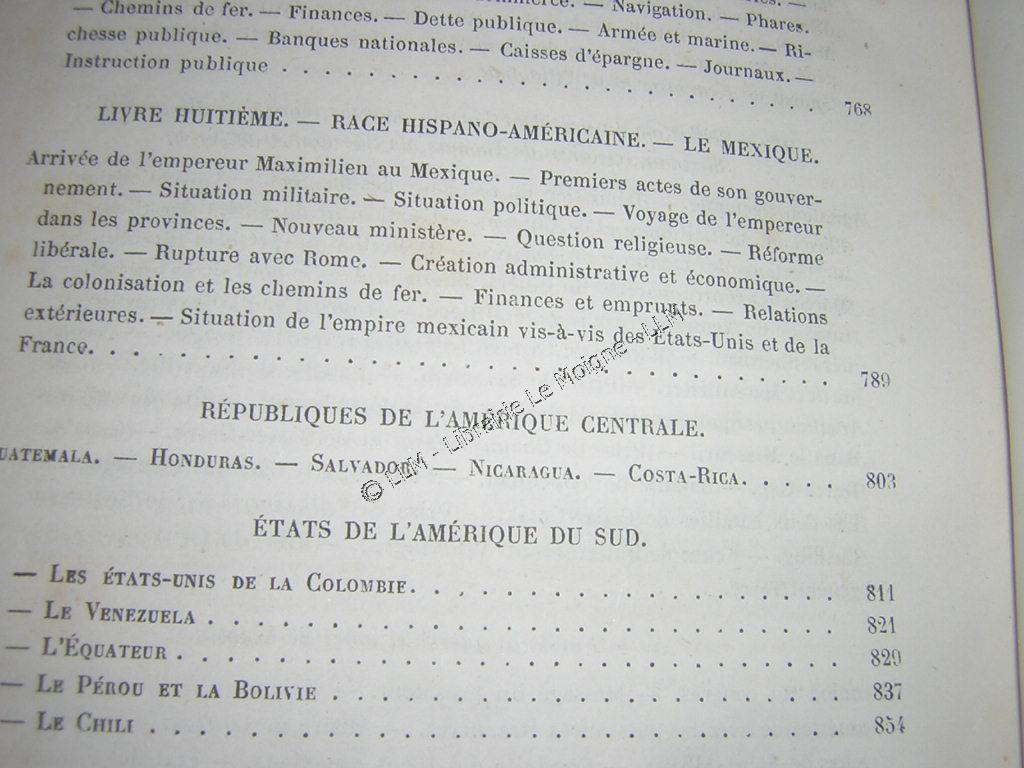 Navigation. — Phares.
— Chemins de fer. — Finances. — Dette publique. — Armée et marine. — Ri-
chesse publique. — Banques nationales. — Caisses d'épargne. — Journaux. —
Instruction publique . . . . . . . . . . . . . . . . . . . . 768
LIVRE HUITIÈME. — RACE HISPANO-AMÉRICAINE. — LE MEXIQUE.
Arrivée de l'empereur Maximilien au Mexique. — Premiers actes de son gouver-
nement. — Situation militaire. — Situation politique. — Voyage de l'empereur
dans les provinces. — Nouveau ministère. — Question religieuse. — Réforme
libérale. — Rupture avec Rome. — Création administrative et économique. —
La colonisation et les chemins de fer. — Finances et emprunts. — Relations
extérieures. — Situation de l'empire mexicain vis-à-vis des États-Unis et de la
France. . . . . . . . . . . . . . . . . . . . . . . . . . 789
RÉPUBLIQUES DE L'AMÉRIQUE CENTRALE.
UATEMALA. — HONDURAS. — SALVADOR. — NICARAGUA. — COSTA-RICA. . . . . . 803
ÉTATS DE L'AMÉRIQUE DU SUD.
— LES ÉTATS-UNIS DE LA COLOMBIE. . . . . . . . . . . . . . . . 811
— LE VENEZUELA . . . . . . . . . . . . . . . . . . . . . . 821
— L'ÉQUATEUR . . . . . . . . . . . . . . . . . . . . . . . 829
— LE PÉROU ET LA BOLIVIE . . . . . . . . . . . . . . . . . . 837
— LE CHILI . . . . . . . . . . . . . . . . . . . . . . . . 854
© LLM - Librairie Le Moigne - LLM